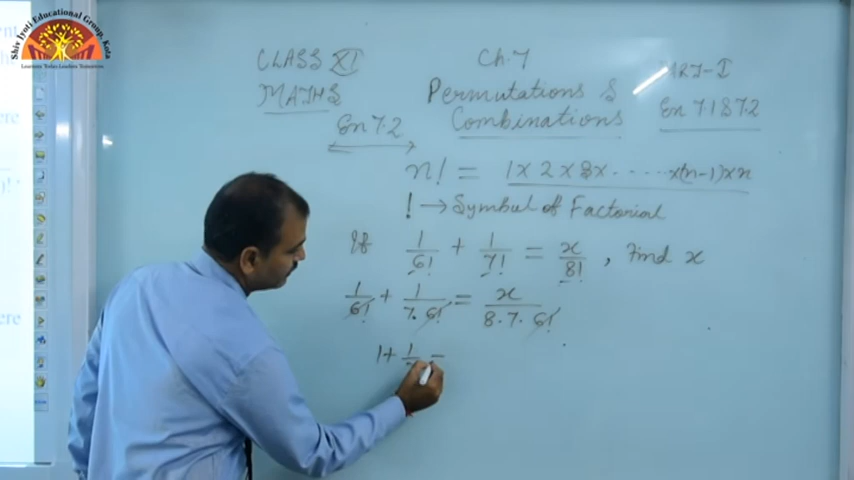 Shiv Jyoti Educational Group, Kota
CLASS XI Ch.7
MATHS Permutations & Combinations Ex 7.1 & 7.2
Ex 7.2
n! = 1 x 2 x 3 x ..... x (n-1) x n
! → Symbol of Factorial
If 1/6! + 1/7! = x/8! , Find x
1/6! + 1/7.6! = x/8.7.6!
1 + 1/ =